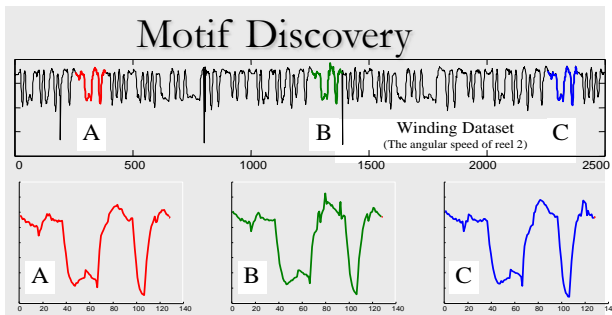 Motif Discovery
A B C
Winding Dataset
(The angular speed of reel 2)
0 500 1000 1500 2000 2500
A B C
0 20 40 60 80 100 120 140 0 20 40 60 80 100 120 140 0 20 40 60 80 100 120 140